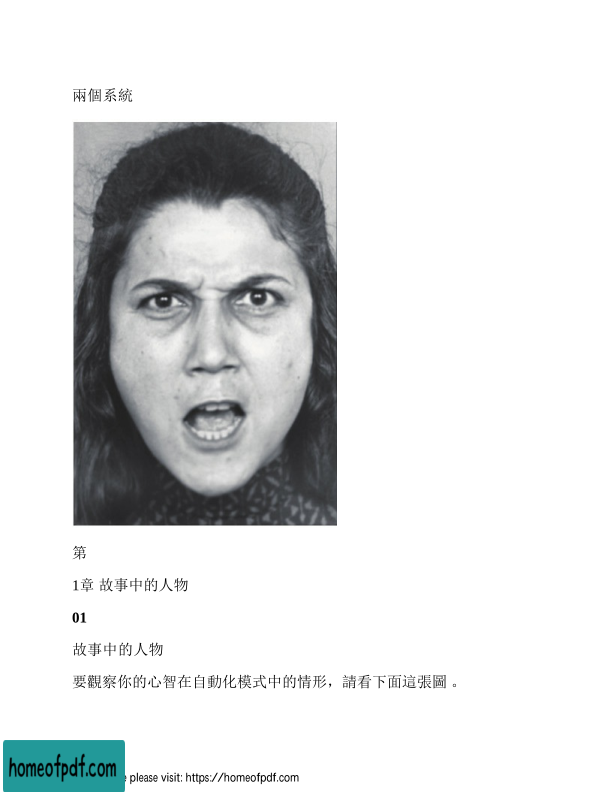 兩個系統
第
1章 故事中的人物
01
故事中的人物
要觀察你的心智在自動化模式中的情形，請看下面這張圖 。
homeofpdf.com
e please visit: https://homeofpdf.com